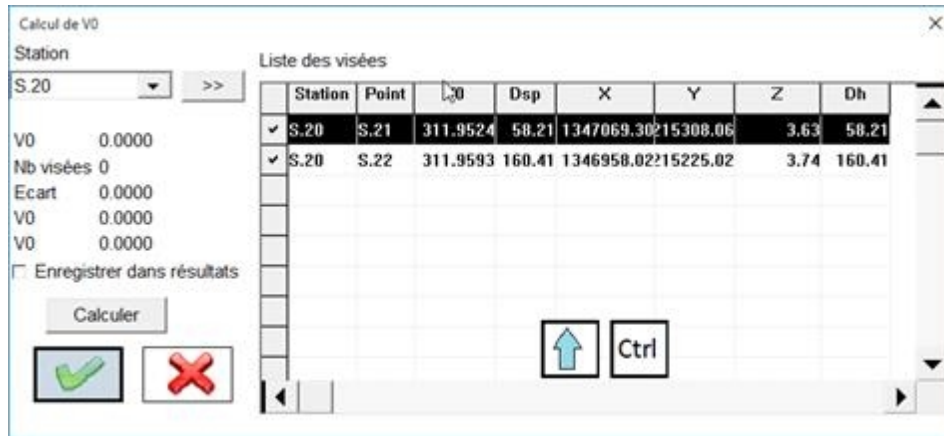 Calcul de V0
Station
Liste des visées
S.20 >>
Station Point Dsp X Y Z Dh
S.20 S.21 311.9524 58.21 1347069.30 215308.06 3.63 58.21
S.20 S.22 311.9593 160.41 1346958.02 215225.02 3.74 160.41
V0 0.0000
Nb visées 0
Ecart 0.0000
V0 0.0000
V0 0.0000
Enregistrer dans résultats
Calculer
Ctrl